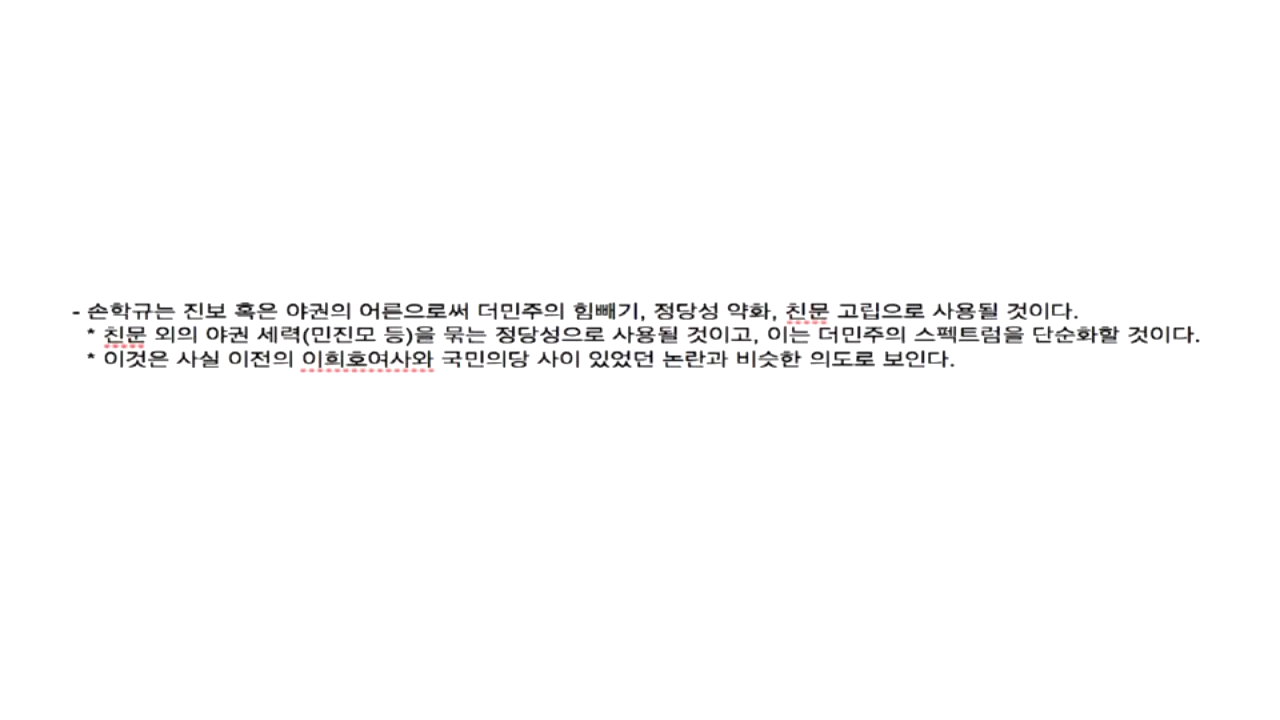 - 손학규는 진보 혹은 야권의 어른으로써 더민주의 힘빼기, 정당성 약화, 친문 고립으로 사용될 것이다.
* 친문 외의 야권 세력(민진모 등)을 묶는 정당성으로 사용될 것이고, 이는 더민주의 스펙트럼을 단순화할 것이다.
* 이것은 사실 이전의 이희호여사와 국민의당 사이 있었던 논란과 비슷한 의도로 보인다.